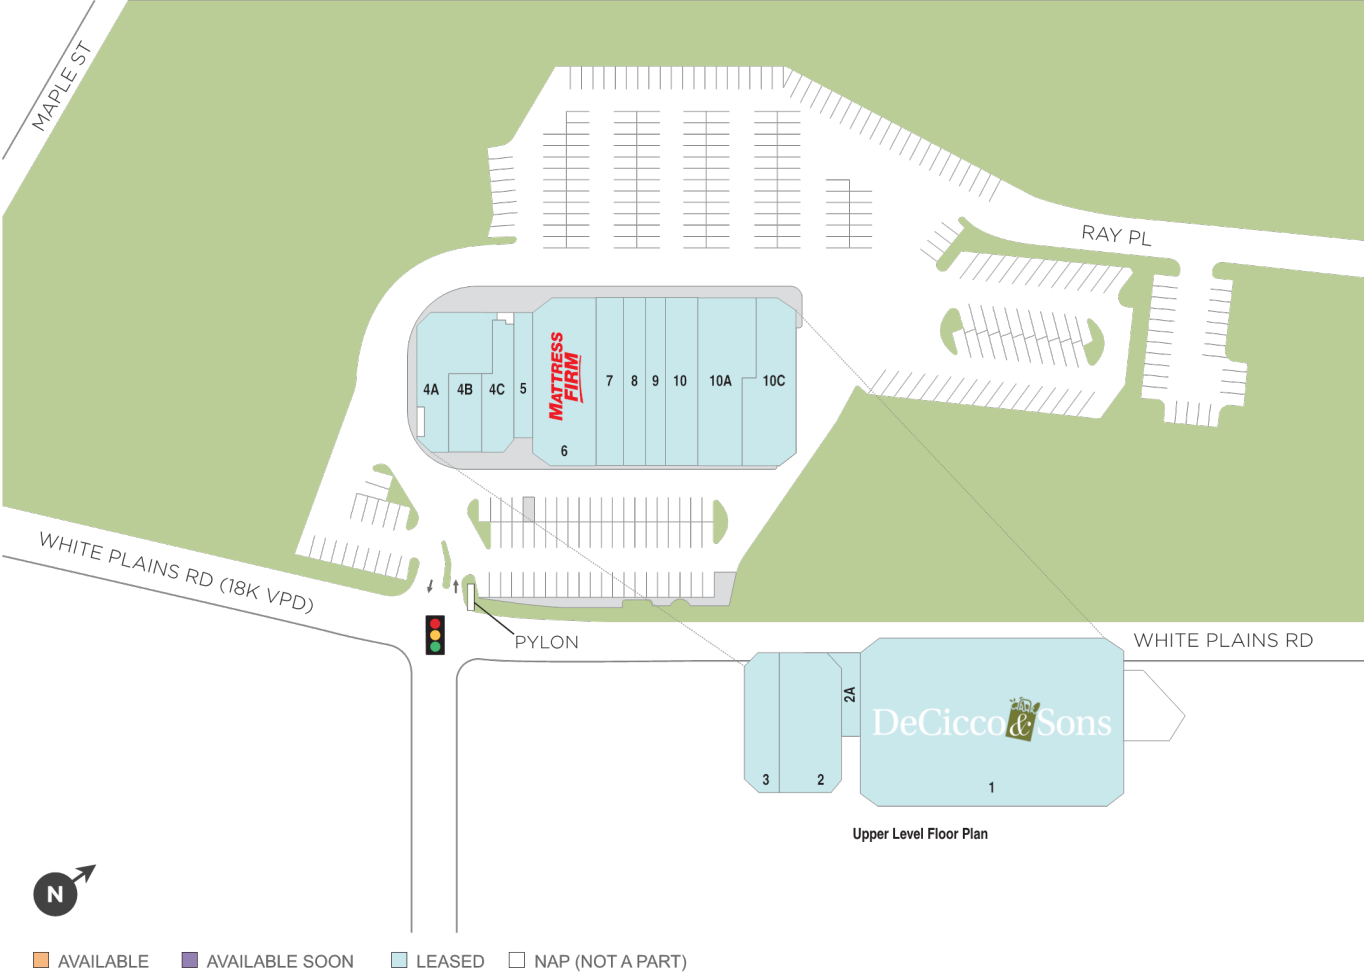 MAPLE ST
RAY PL
MATTRESS
FIRM
4A
4B
4C
5
6
7
8
9
10
10A
10C
WHITE PLAINS RD (18K VPD)
PYLON
WHITE PLAINS RD
2A
DeCicco & Sons
3
2
1
Upper Level Floor Plan
N
AVAILABLE
AVAILABLE SOON
LEASED
NAP (NOT A PART)